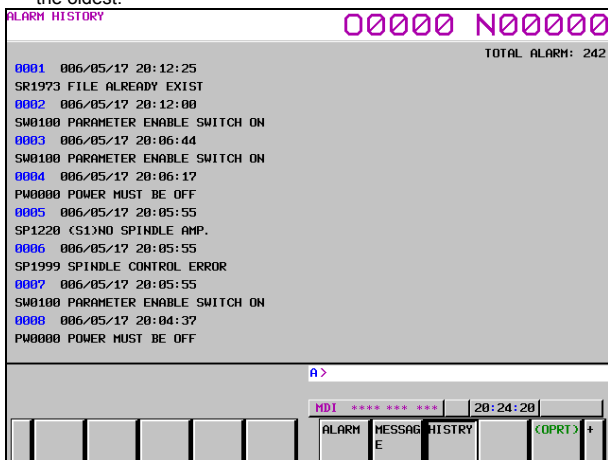 the oldest.
ALARM HISTORY
O0000 N00000
TOTAL ALARM: 242
0001 006/05/17 20:12:25
SR1973 FILE ALREADY EXIST
0002 006/05/17 20:12:00
SW0100 PARAMETER ENABLE SWITCH ON
0003 006/05/17 20:06:44
SW0100 PARAMETER ENABLE SWITCH ON
0004 006/05/17 20:06:17
PW0000 POWER MUST BE OFF
0005 006/05/17 20:05:55
SP1220 (S1)NO SPINDLE AMP.
0006 006/05/17 20:05:55
SP1999 SPINDLE CONTROL ERROR
0007 006/05/17 20:05:55
SW0100 PARAMETER ENABLE SWITCH ON
0008 006/05/17 20:04:37
PW0000 POWER MUST BE OFF
A>
MDI **** *** *** 20:24:20
ALARM MESSAG HISTRY (OPRT) +
E